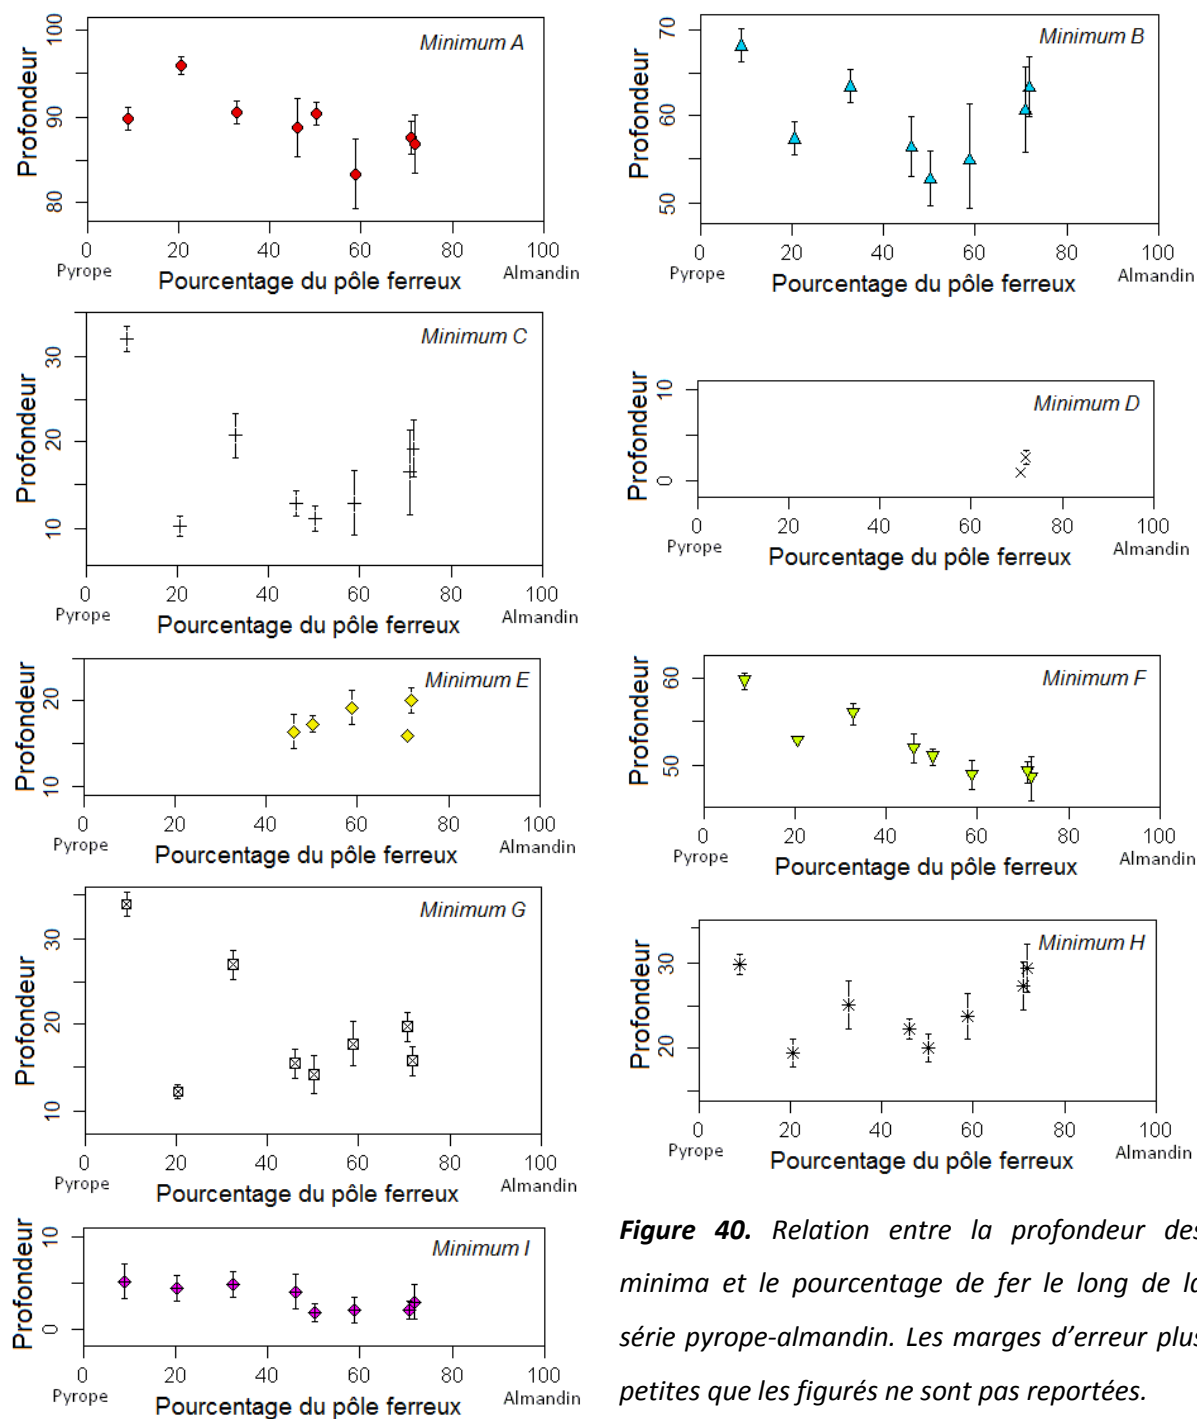 Minimum A
Profondeur
100
90
80
0 20 40 60 80 100
Pyrope Almandin
Pourcentage du pôle ferreux
Minimum B
Profondeur
70
60
50
0 20 40 60 80 100
Pyrope Almandin
Pourcentage du pôle ferreux
Minimum C
Profondeur
30
20
10
0 20 40 60 80 100
Pyrope Almandin
Pourcentage du pôle ferreux
Minimum D
Profondeur
10
0
0 20 40 60 80 100
Pyrope Almandin
Pourcentage du pôle ferreux
Minimum E
Profondeur
20
10
0 20 40 60 80 100
Pyrope Almandin
Pourcentage du pôle ferreux
Minimum F
Profondeur
60
50
0 20 40 60 80 100
Pyrope Almandin
Pourcentage du pôle ferreux
Minimum G
Profondeur
30
20
10
0 20 40 60 80 100
Pyrope Almandin
Pourcentage du pôle ferreux
Minimum H
Profondeur
30
20
0 20 40 60 80 100
Pyrope Almandin
Pourcentage du pôle ferreux
Minimum I
Profondeur
10
0
0 20 40 60 80 100
Pyrope Almandin
Figure 40. Relation entre la profondeur des
minima et le pourcentage de fer le long de la
série pyrope-almandin. Les marges d'erreur plus
petites que les figurés ne sont pas reportées.